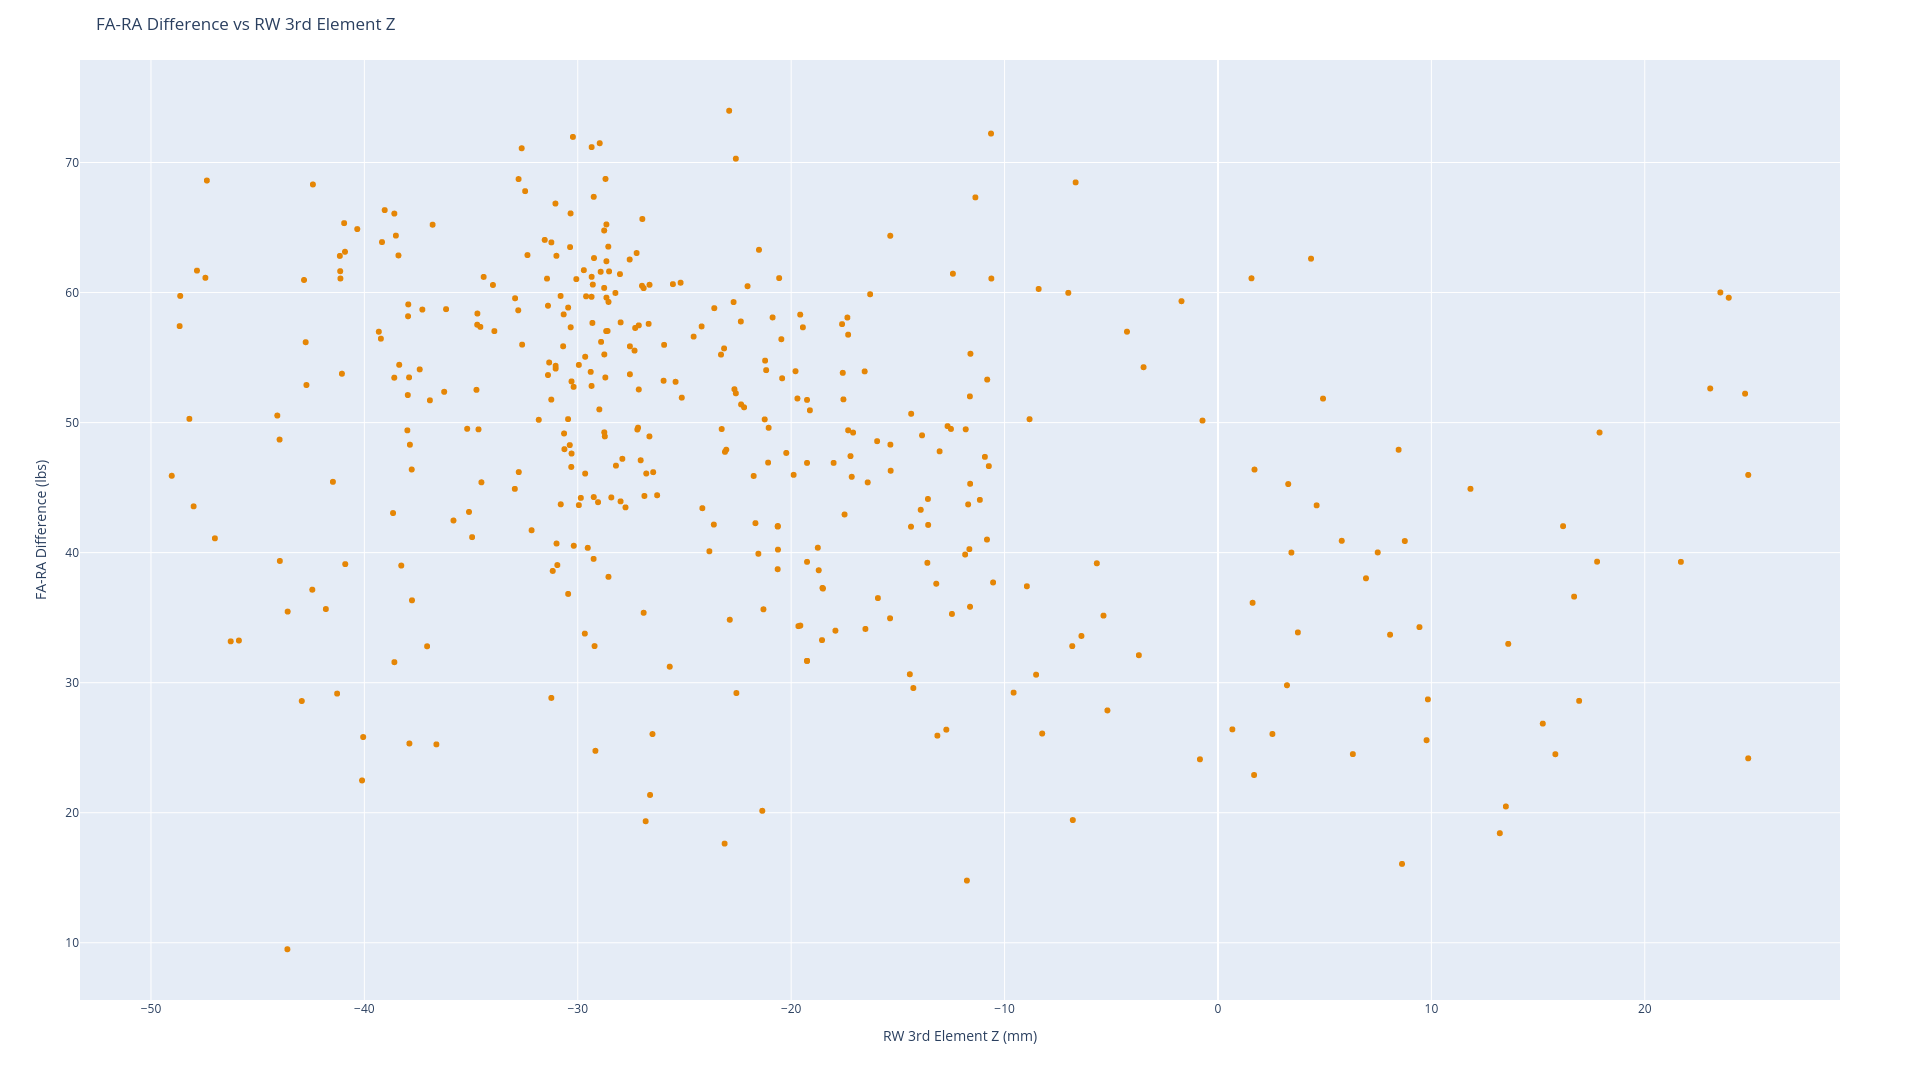 FA-RA Difference vs RW 3rd Element Z
FA-RA Difference (lbs)
70
60
50
40
30
20
10
−50 −40 −30 −20 −10 0 10 20
RW 3rd Element Z (mm)